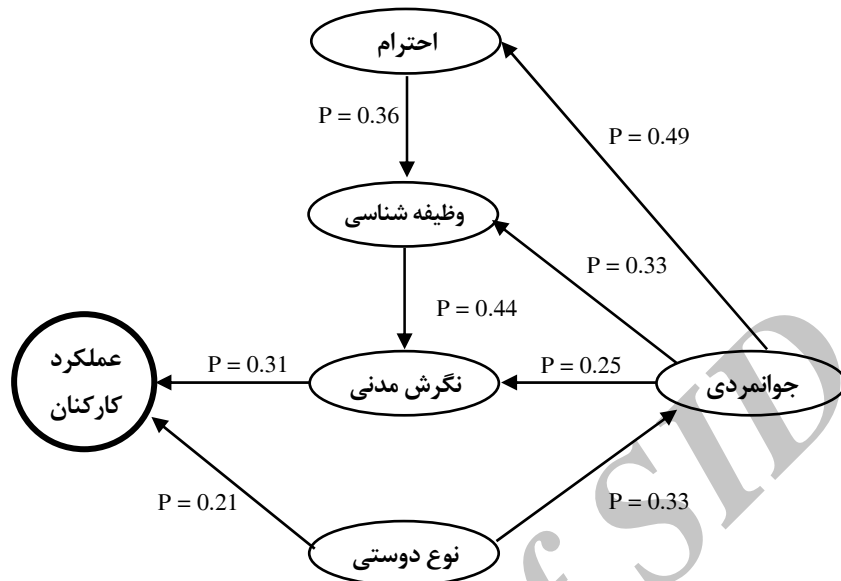 احترام
P = 0.36
P = 0.49
وظیفه شناسی
P = 0.33
P = 0.44
عملکرد
کارکنان
P = 0.31
نگرش مدنی
P = 0.25
جوانمردی
P = 0.21
P = 0.33
نوع دوستی
f SID